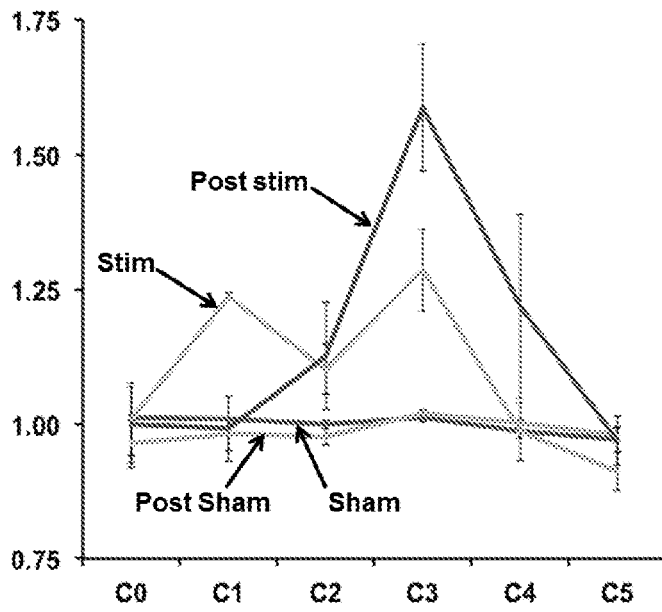 1.75
1.50
Post stim
Stim
1.25
1.00
Post Sham Sham
0.75
C0 C1 C2 C3 C4 C5